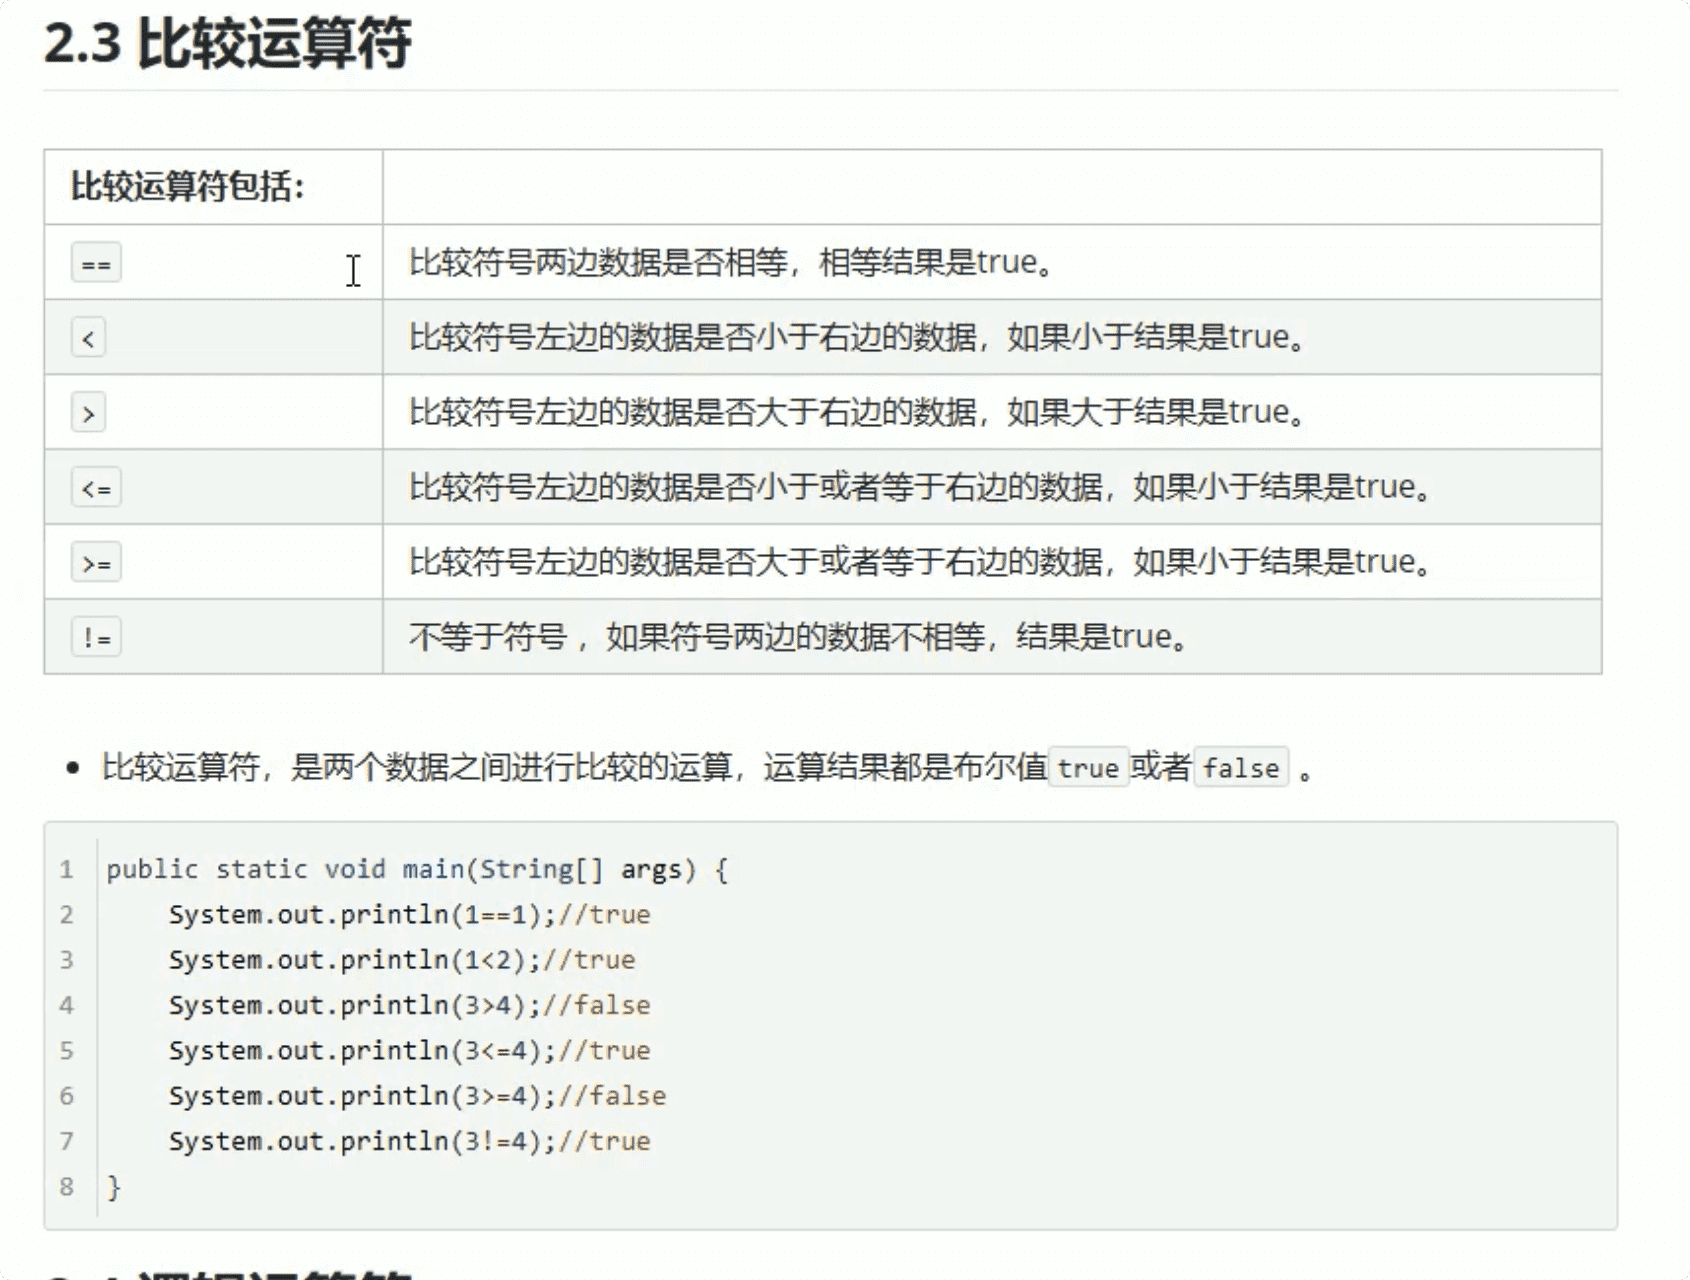 2.3 比较运算符
比较运算符包括：
== 比较符号两边数据是否相等，相等结果是true。
< 比较符号左边的数据是否小于右边的数据，如果小于结果是true。
> 比较符号左边的数据是否大于右边的数据，如果大于结果是true。
<= 比较符号左边的数据是否小于或者等于右边的数据，如果小于结果是true。
>= 比较符号左边的数据是否大于或者等于右边的数据，如果小于结果是true。
!= 不等于符号 ，如果符号两边的数据不相等，结果是true。
• 比较运算符，是两个数据之间进行比较的运算，运算结果都是布尔值 true 或者 false 。
1 public static void main(String[] args) {
2     System.out.println(1==1);//true
3     System.out.println(1<2);//true
4     System.out.println(3>4);//false
5     System.out.println(3<=4);//true
6     System.out.println(3>=4);//false
7     System.out.println(3!=4);//true
8 }